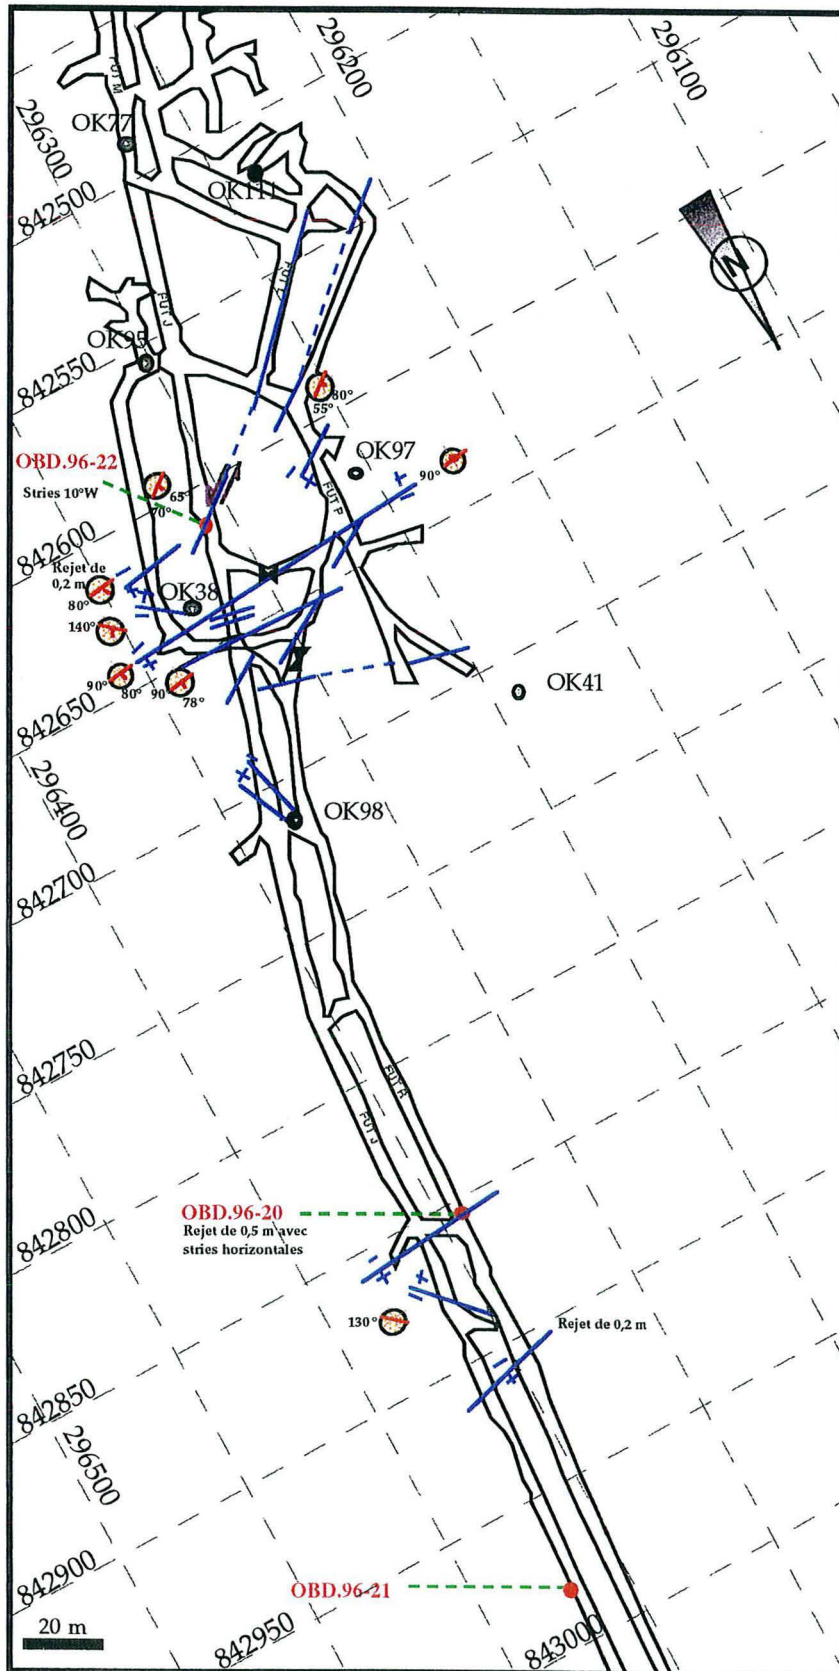 296200
296100
FUT M
OK77
296300
OK111
842500
N
FUT J
OK95
842550
80°
55°
OBD.96-22
OK97
90°
65°
Stries 10°W
70°
FUT P
842600
Rejet de
0,2 m
OK38
80°
140°
90°
80°
90
78°
OK41
842650
296400
OK98
842700
842750
FUT R
FUT J
OBD.96-20
Rejet de 0,5 m avec
stries horizontales
842800
130°
Rejet de 0,2 m
842850
296500
842900
OBD.96-21
20 m
842950
843000